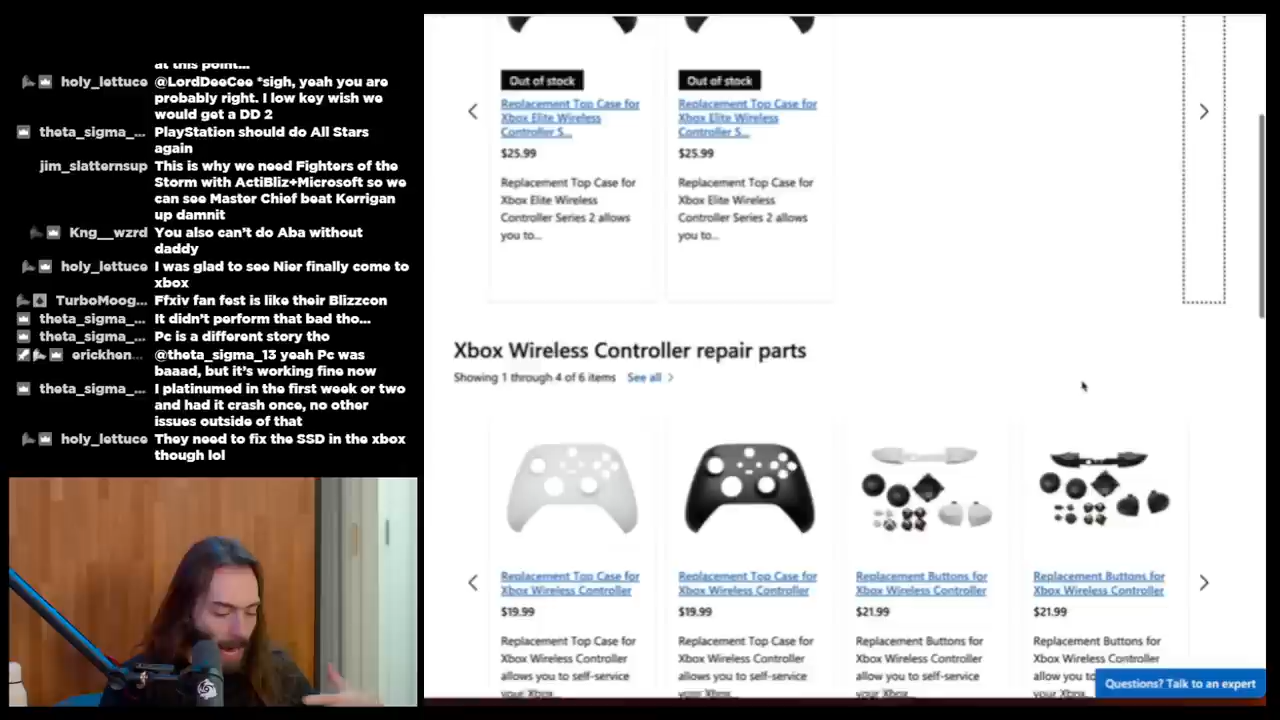 at this point...
holy_lettuce @LordDeeCee *sigh, yeah you are
probably right. I low key wish we
would get a DD 2
theta_sigma_... PlayStation should do All Stars
again
jim_slatternsup This is why we need Fighters of the
Storm with ActiBliz+Microsoft so we
can see Master Chief beat Kerrigan
up damnit
Kng__wzrd You also can't do Aba without
daddy
holy_lettuce I was glad to see Nier finally come to
xbox
TurboMoog... Ffxiv fan fest is like their Blizzcon
theta_sigma_... It didn't perform that bad tho...
theta_sigma_... Pc is a different story tho
erickhen... @theta_sigma_13 yeah Pc was
baaad, but it's working fine now
theta_sigma_... I platinumed in the first week or two
and had it crash once, no other
issues outside of that
holy_lettuce They need to fix the SSD in the xbox
though lol
Out of stock
Replacement Top Case for
Xbox Elite Wireless
Controller S...
$25.99
Replacement Top Case for
Xbox Elite Wireless
Controller Series 2 allows
you to...
Out of stock
Replacement Top Case for
Xbox Elite Wireless
Controller S...
$25.99
Replacement Top Case for
Xbox Elite Wireless
Controller Series 2 allows
you to...
Xbox Wireless Controller repair parts
Showing 1 through 4 of 6 items See all >
Replacement Top Case for
Xbox Wireless Controller
$19.99
Replacement Top Case for
Xbox Wireless Controller
allows you to self-service
your Xbox...
Replacement Top Case for
Xbox Wireless Controller
$19.99
Replacement Top Case for
Xbox Wireless Controller
allows you to self-service
your Xbox...
Replacement Buttons for
Xbox Wireless Controller
$21.99
Replacement Buttons for
Xbox Wireless Controller
allow you to self-service
your Xbox...
Replacement Buttons for
Xbox Wireless Controller
$21.99
Replacement Buttons for
Xbox Wireless Controller
allow you to self-service
your Xbox...
Questions? Talk to an expert